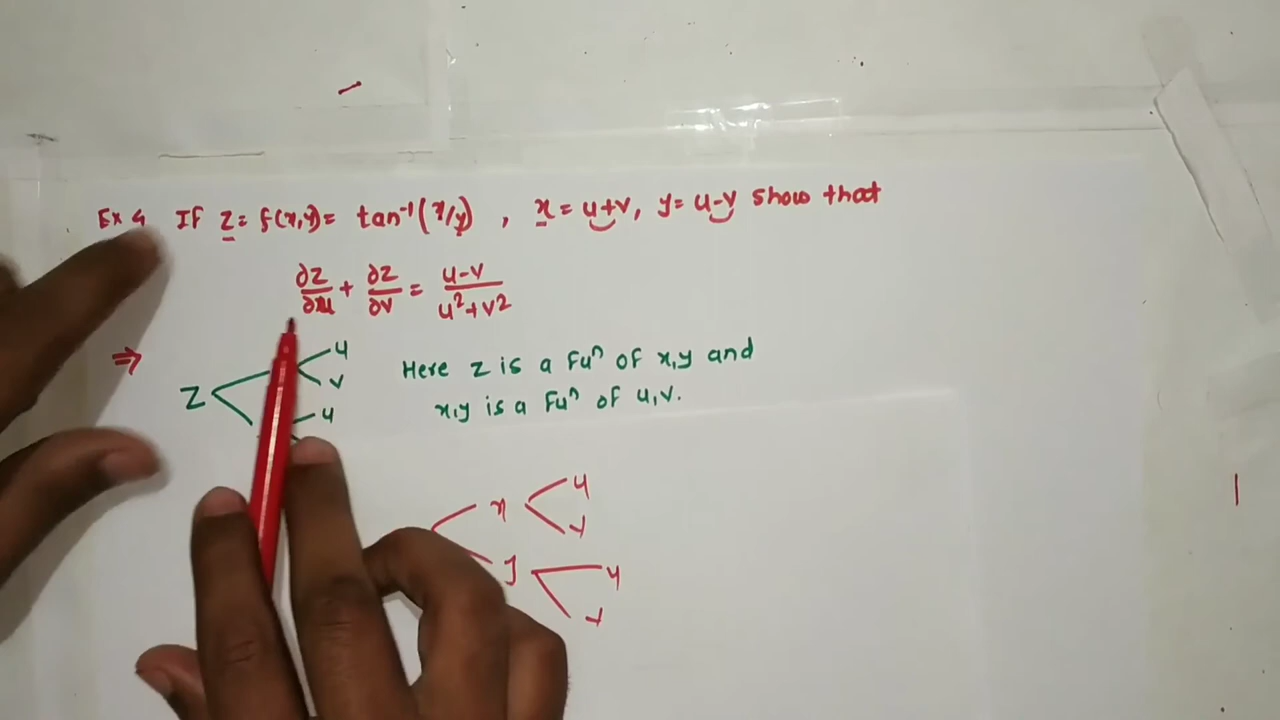 Ex 4 If z = f(x,y) = tan⁻¹(x/y) , x = u+v, y = u-v show that
∂z/∂u + ∂z/∂v = u-v / u²+v²
⇒
u
Z v Here z is a Fuⁿ of x,y and
u x,y is a Fuⁿ of u,v.
u
x
v
y u
v